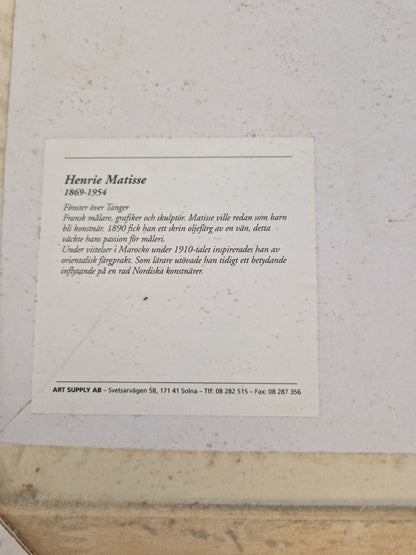 Henrie Matisse
1869-1954
Fönster över Tanger
Fransk målare, grafiker och skulptör. Matisse ville redan som barn
bli konstnär. 1890 fick han ett skrin oljefärg av en vän, detta
väckte hans passion för måleri.
Under vistelser i Marocko under 1910-talet inspirerades han av
orientalisk färgprakt. Som lärare utövade han tidigt ett betydande
inflytande på en rad Nordiska konstnärer.
ART SUPPLY AB – Svetsarvägen 5B, 171 41 Solna – Tlf: 08 282 515 – Fax: 08 287 356